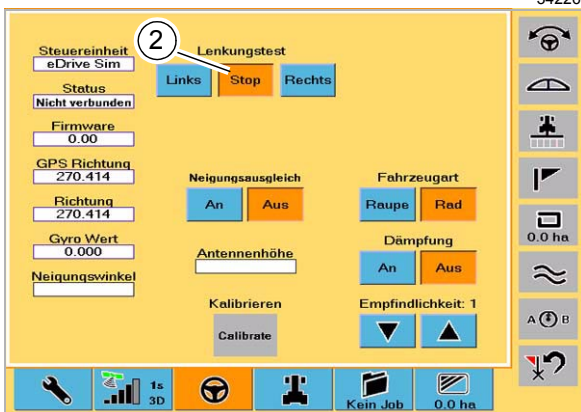 Steuereinheit
eDrive Sim
Status
Nicht verbunden
Firmware
0.00
GPS Richtung
270.414
Richtung
270.414
Gyro Wert
0.000
Neigungswinkel
2
Lenkungstest
Links Stop Rechts
Neigungsausgleich
An Aus
Antennenhöhe
Kalibrieren
Calibrate
Fahrzeugart
Raupe Rad
Dämpfung
An Aus
Empfindlichkeit: 1
0.0 ha
A B
1s
3D
Kein Job
0.0 ha